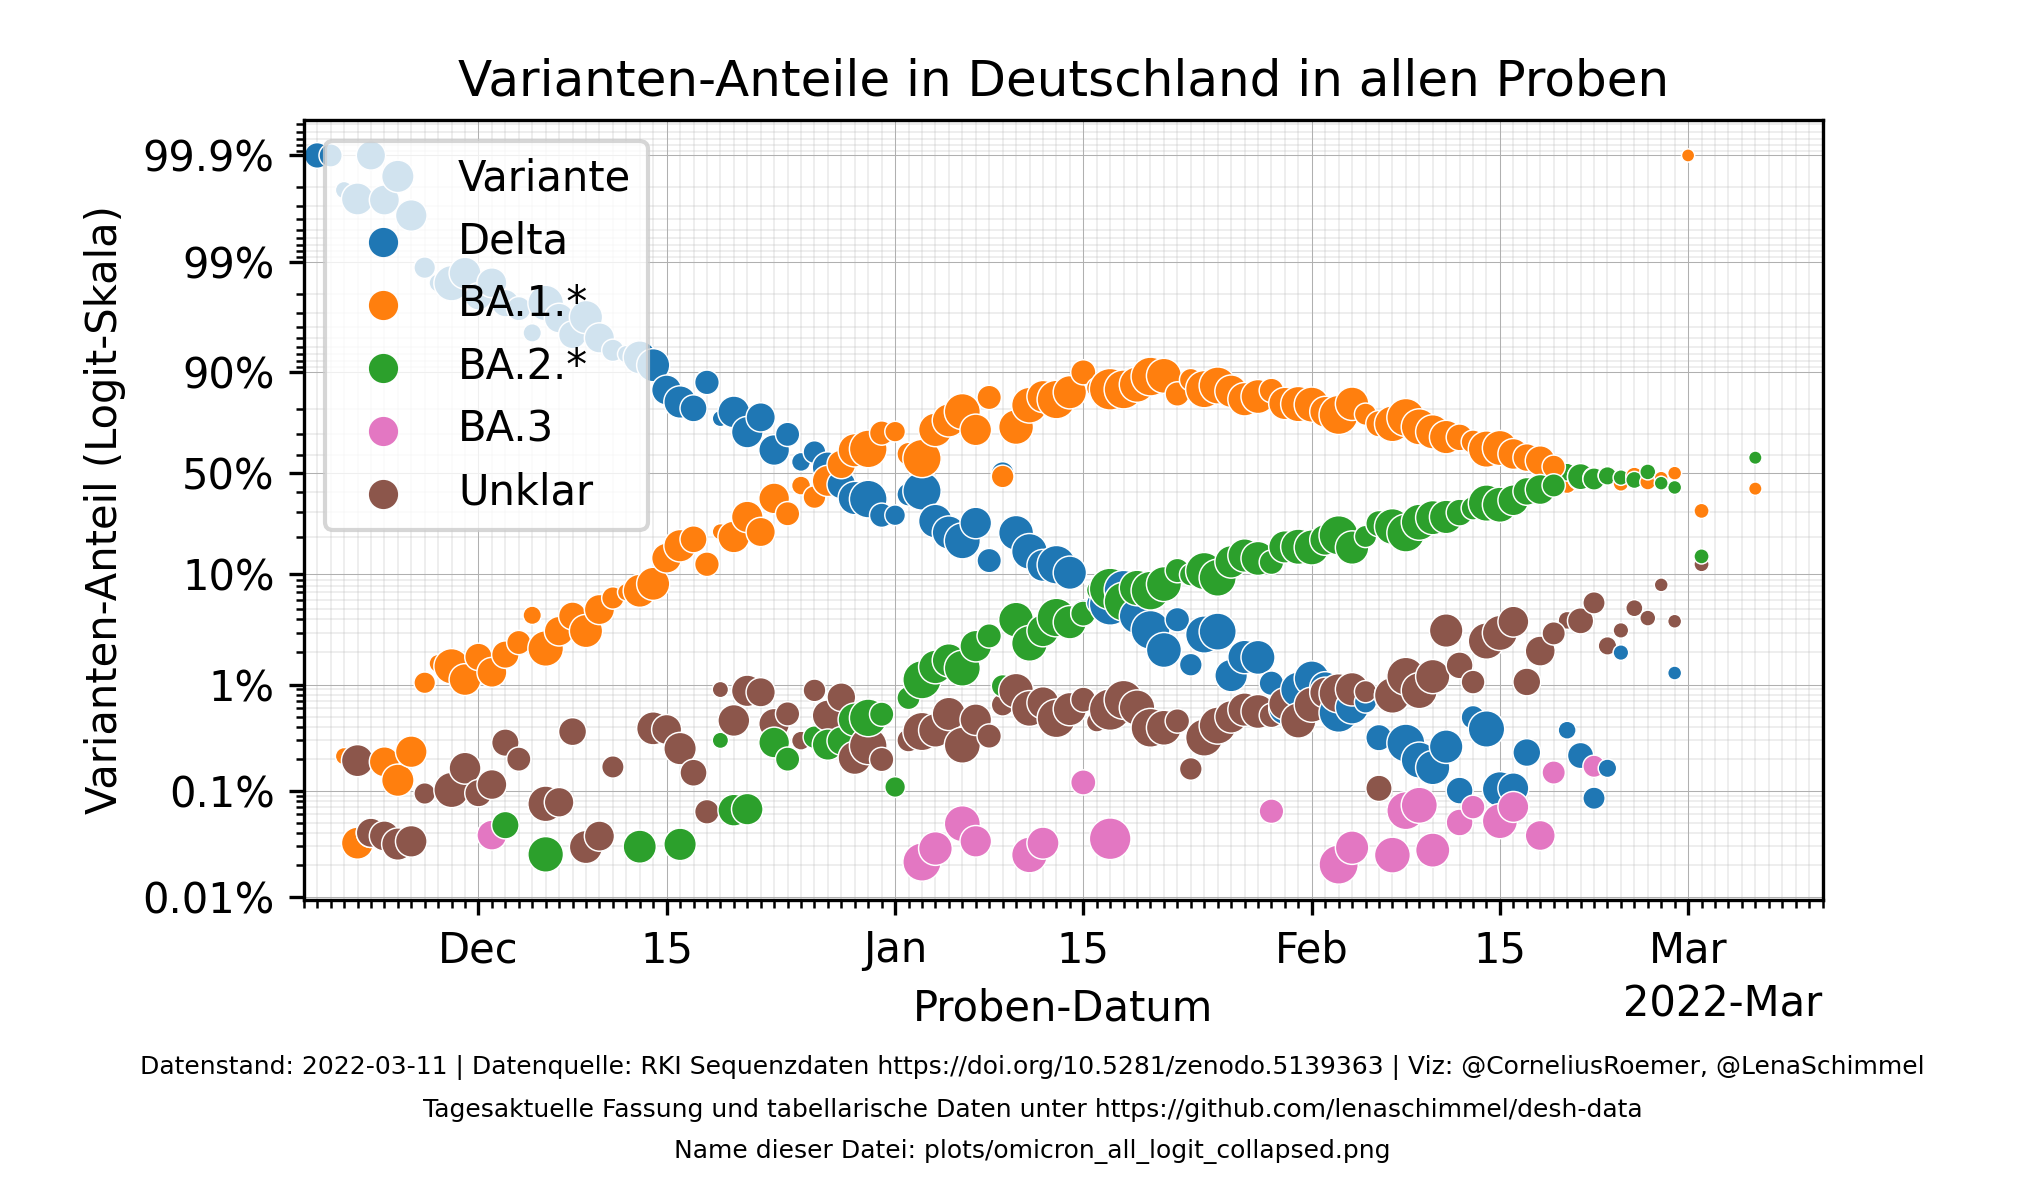 Varianten-Anteile in Deutschland in allen Proben
Varianten-Anteil (Logit-Skala)
99.9%
99%
90%
50%
10%
1%
0.1%
0.01%
Variante
Delta
BA.1.*
BA.2.*
BA.3
Unklar
Dec 15 Jan 15 Feb 15 Mar
Proben-Datum
2022-Mar
Datenstand: 2022-03-11 | Datenquelle: RKI Sequenzdaten https://doi.org/10.5281/zenodo.5139363 | Viz: @CorneliusRoemer, @LenaSchimmel
Tagesaktuelle Fassung und tabellarische Daten unter https://github.com/lenaschimmel/desh-data
Name dieser Datei: plots/omicron_all_logit_collapsed.png